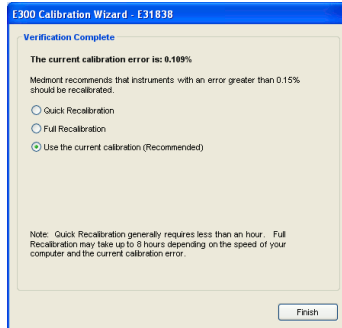 E300 Calibration Wizard - E31838
Verification Complete
The current calibration error is: 0.109%
Medmont recommends that instruments with an error greater than 0.15%
should be recalibrated.
Quick Recalibration
Full Recalibration
Use the current calibration (Recommended)
Note: Quick Recalibration generally requires less than an hour. Full
Recalibration may take up to 8 hours depending on the speed of your
computer and the current calibration error.
Finish